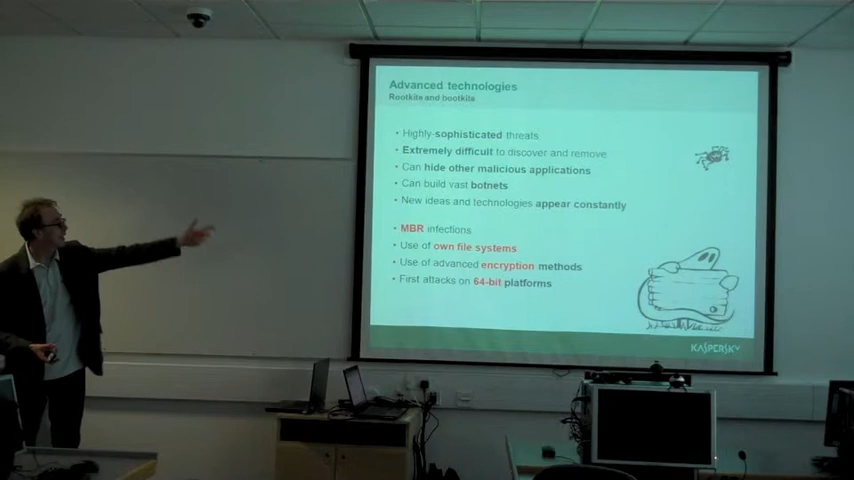 Advanced technologies
Rootkits and bootkits
• Highly-sophisticated threats
• Extremely difficult to discover and remove
• Can hide other malicious applications
• Can build vast botnets
• New ideas and technologies appear constantly
• MBR infections
• Use of own file systems
• Use of advanced encryption methods
• First attacks on 64-bit platforms
KASPERSKY